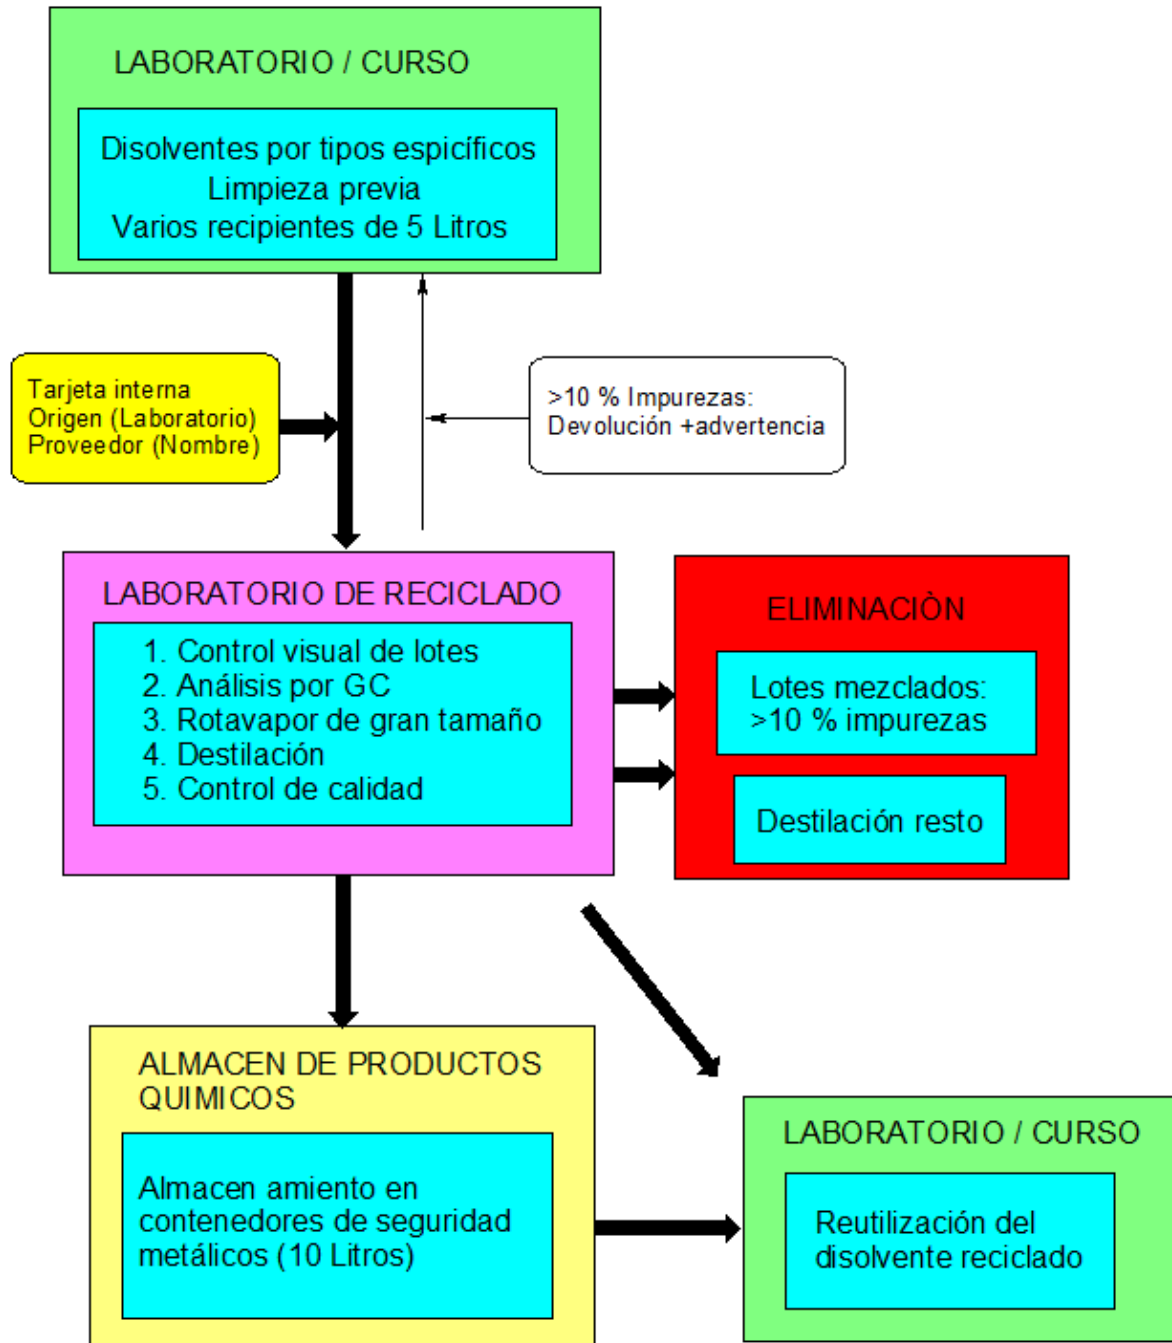 LABORATORIO / CURSO
Disolventes por tipos espicíficos
Limpieza previa
Varios recipientes de 5 Litros
Tarjeta interna
Origen (Laboratorio)
Proveedor (Nombre)
>10 % Impurezas:
Devolución +advertencia
LABORATORIO DE RECICLADO
1. Control visual de lotes
2. Análisis por GC
3. Rotavapor de gran tamaño
4. Destilación
5. Control de calidad
ELIMINACIÒN
Lotes mezclados:
>10 % impurezas
Destilación resto
ALMACEN DE PRODUCTOS
QUIMICOS
Almacen amiento en
contenedores de seguridad
metálicos (10 Litros)
LABORATORIO / CURSO
Reutilización del
disolvente reciclado